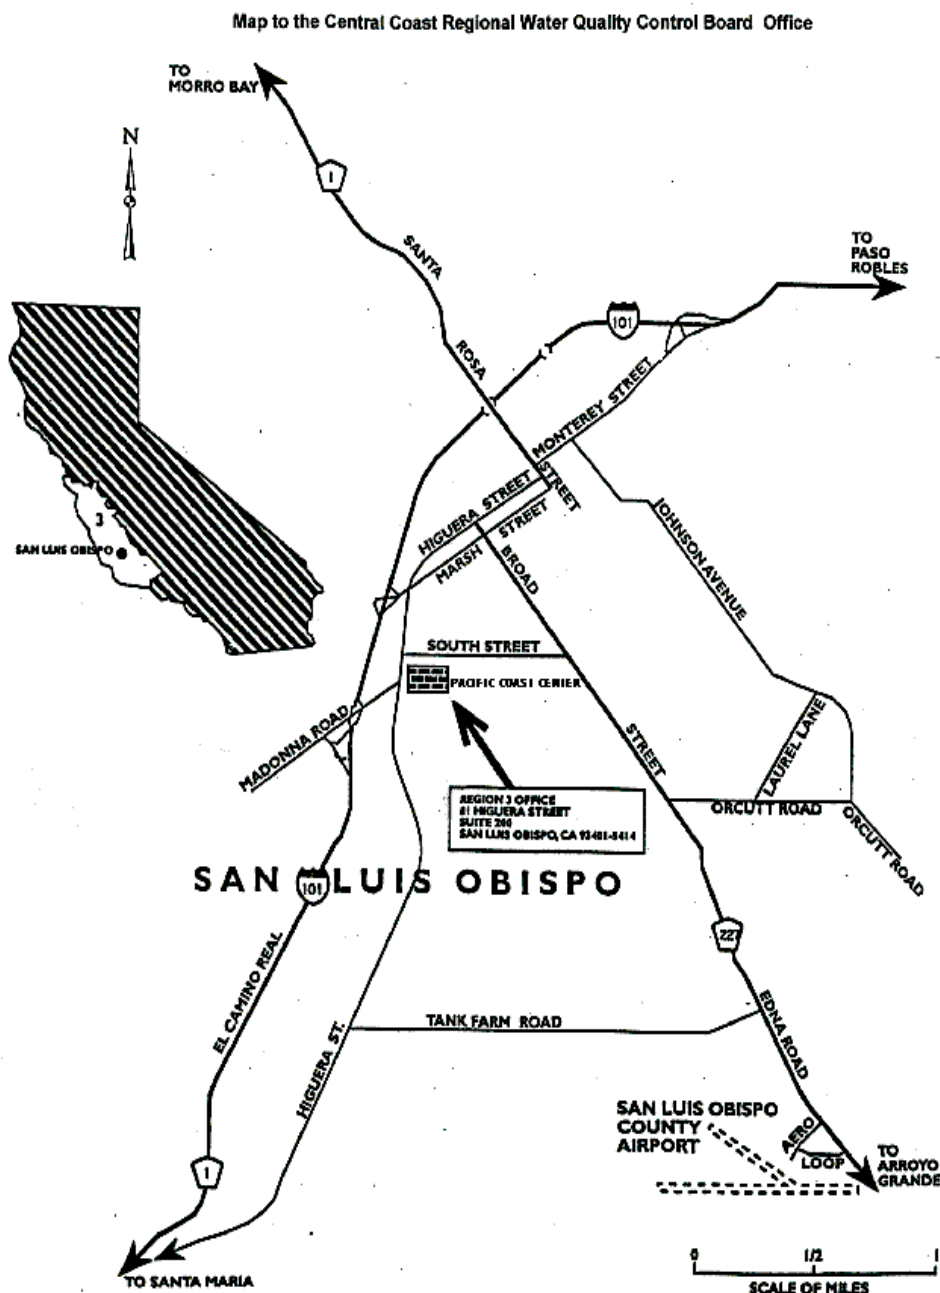 Map to the Central Coast Regional Water Quality Control Board Office
TO
MORRO BAY
N
1
SANTA
TO
PASO
ROBLES
101
ROSA
MONTEREY STREET
STREET
HIGUERA STREET
STREET
MARSH STREET
BROAD
JOHNSON AVENUE
3
SAN LUIS OBISPO
SOUTH STREET
PACIFIC COAST CENTER
MADONNA ROAD
STREET
LAUREL LANE
ORCUTT ROAD
ORCUTT ROAD
REGION 3 OFFICE
81 HIGUERA STREET
SUITE 200
SAN LUIS OBISPO, CA
SAN LUIS OBISPO
101
227
EL CAMINO REAL
EDNA ROAD
TANK FARM ROAD
HIGUERA ST.
SAN LUIS OBISPO
COUNTY
AIRPORT
AERO
LOOP
TO
ARROYO
GRANDE
1
TO SANTA MARIA
0 1/2 1
SCALE OF MILES